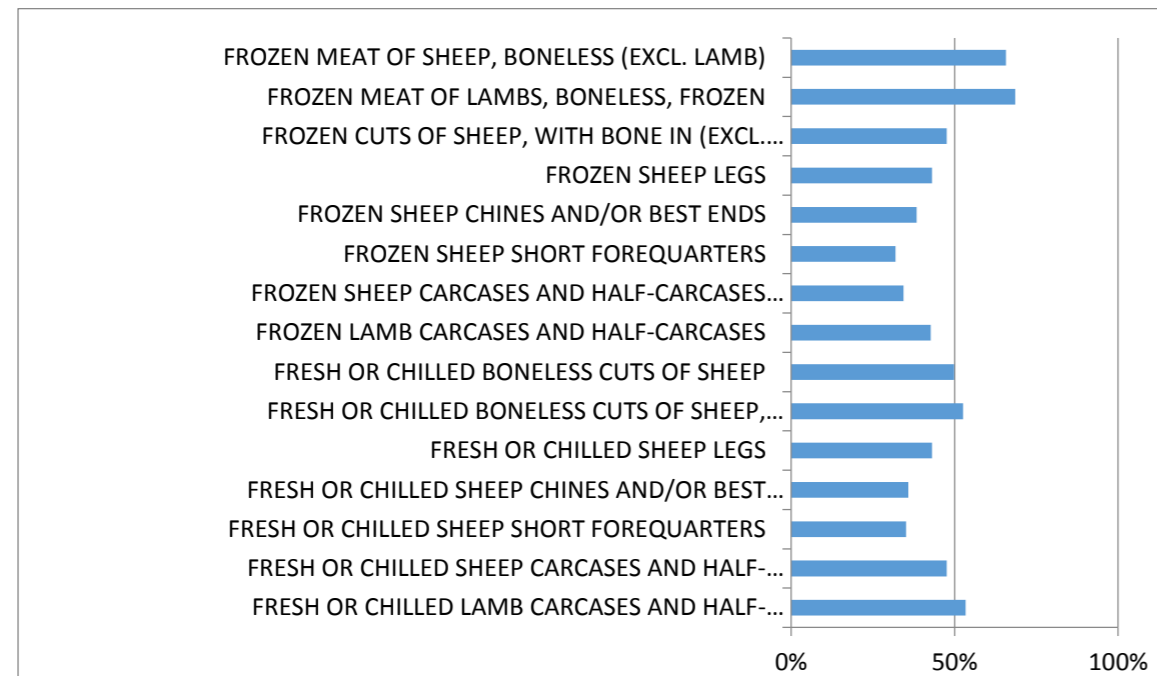 FROZEN MEAT OF SHEEP, BONELESS (EXCL. LAMB)
FROZEN MEAT OF LAMBS, BONELESS, FROZEN
FROZEN CUTS OF SHEEP, WITH BONE IN (EXCL.…
FROZEN SHEEP LEGS
FROZEN SHEEP CHINES AND/OR BEST ENDS
FROZEN SHEEP SHORT FOREQUARTERS
FROZEN SHEEP CARCASES AND HALF-CARCASES…
FROZEN LAMB CARCASES AND HALF-CARCASES
FRESH OR CHILLED BONELESS CUTS OF SHEEP
FRESH OR CHILLED BONELESS CUTS OF SHEEP,…
FRESH OR CHILLED SHEEP LEGS
FRESH OR CHILLED SHEEP CHINES AND/OR BEST…
FRESH OR CHILLED SHEEP SHORT FOREQUARTERS
FRESH OR CHILLED SHEEP CARCASES AND HALF-…
FRESH OR CHILLED LAMB CARCASES AND HALF-…
0% 50% 100%